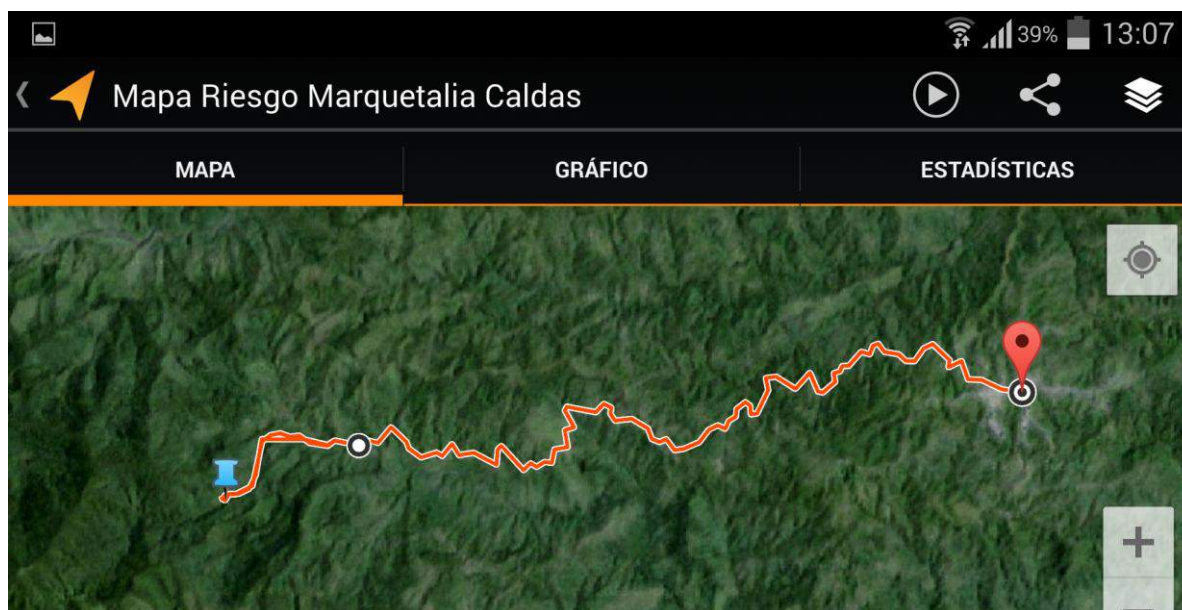 39% 13:07
Mapa Riesgo Marquetalia Caldas
MAPA GRÁFICO ESTADÍSTICAS